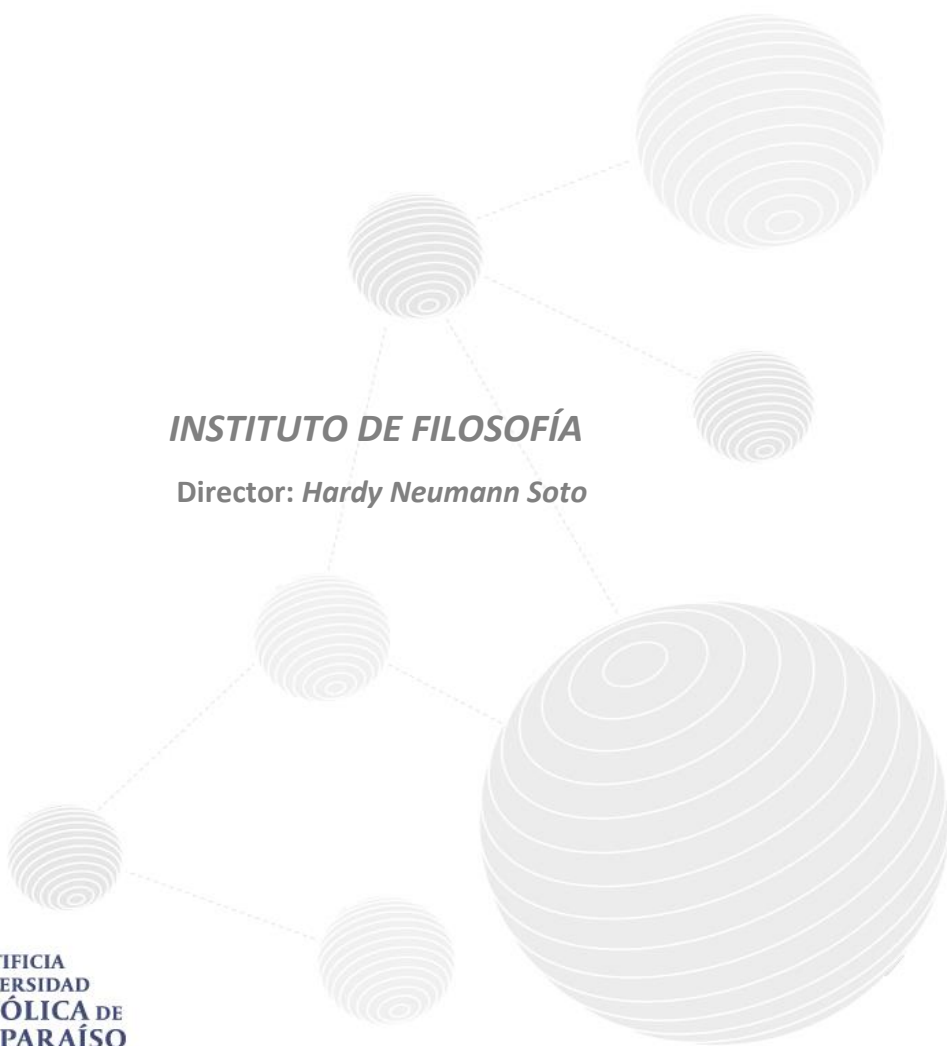 INSTITUTO DE FILOSOFÍA
Director: Hardy Neumann Soto
TIFICIA
ERSIDAD
ÓLICA DE
PARAÍSO